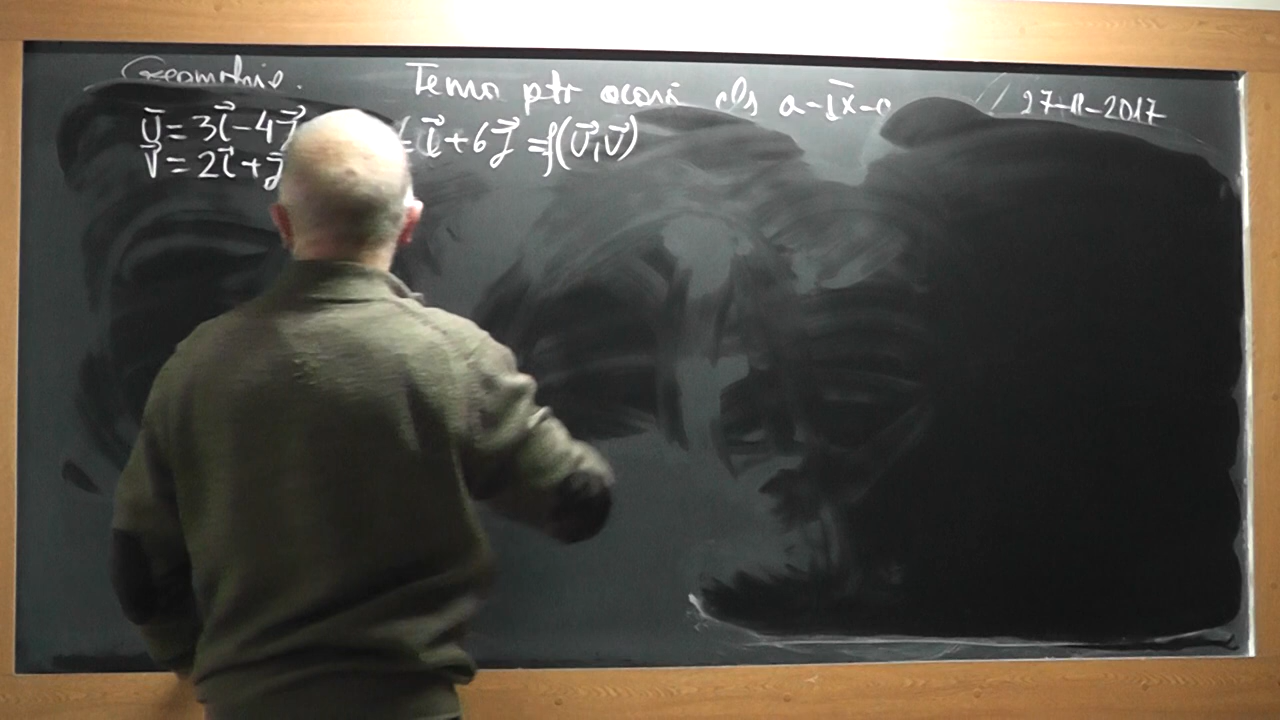 Geometrie. Tema ptr acasă cls a-IX-a // 27-11-2017
ū = 3i⃗ - 4j⃗ = i⃗ + 6j⃗ = f(u⃗, v⃗)
v̄ = 2i⃗ + j⃗